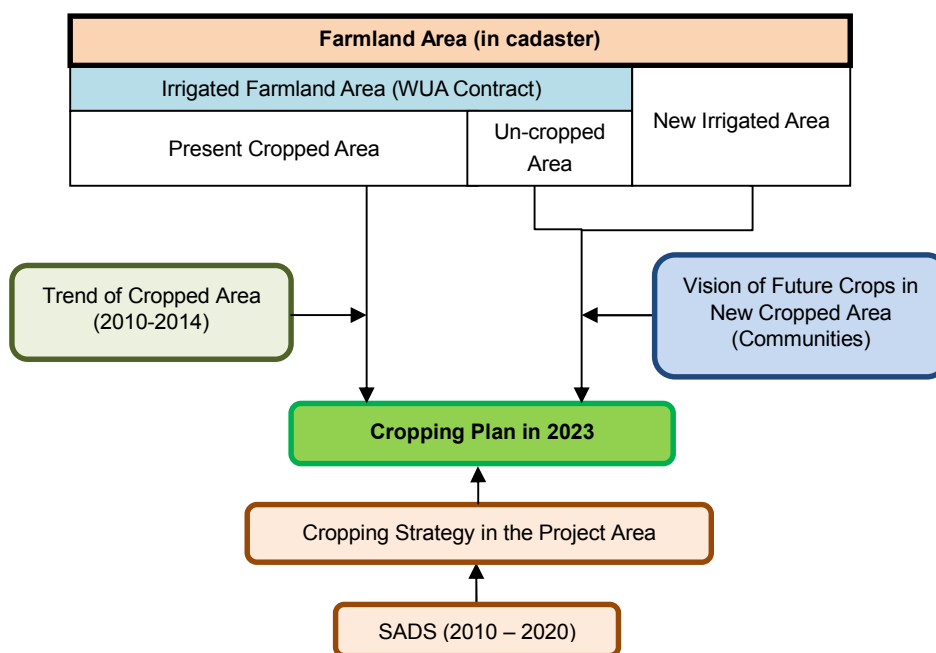 Farmland Area (in cadaster)
Irrigated Farmland Area (WUA Contract)
New Irrigated Area
Present Cropped Area
Un-cropped
Area
Trend of Cropped Area
(2010-2014)
Vision of Future Crops in
New Cropped Area
(Communities)
Cropping Plan in 2023
Cropping Strategy in the Project Area
SADS (2010 – 2020)